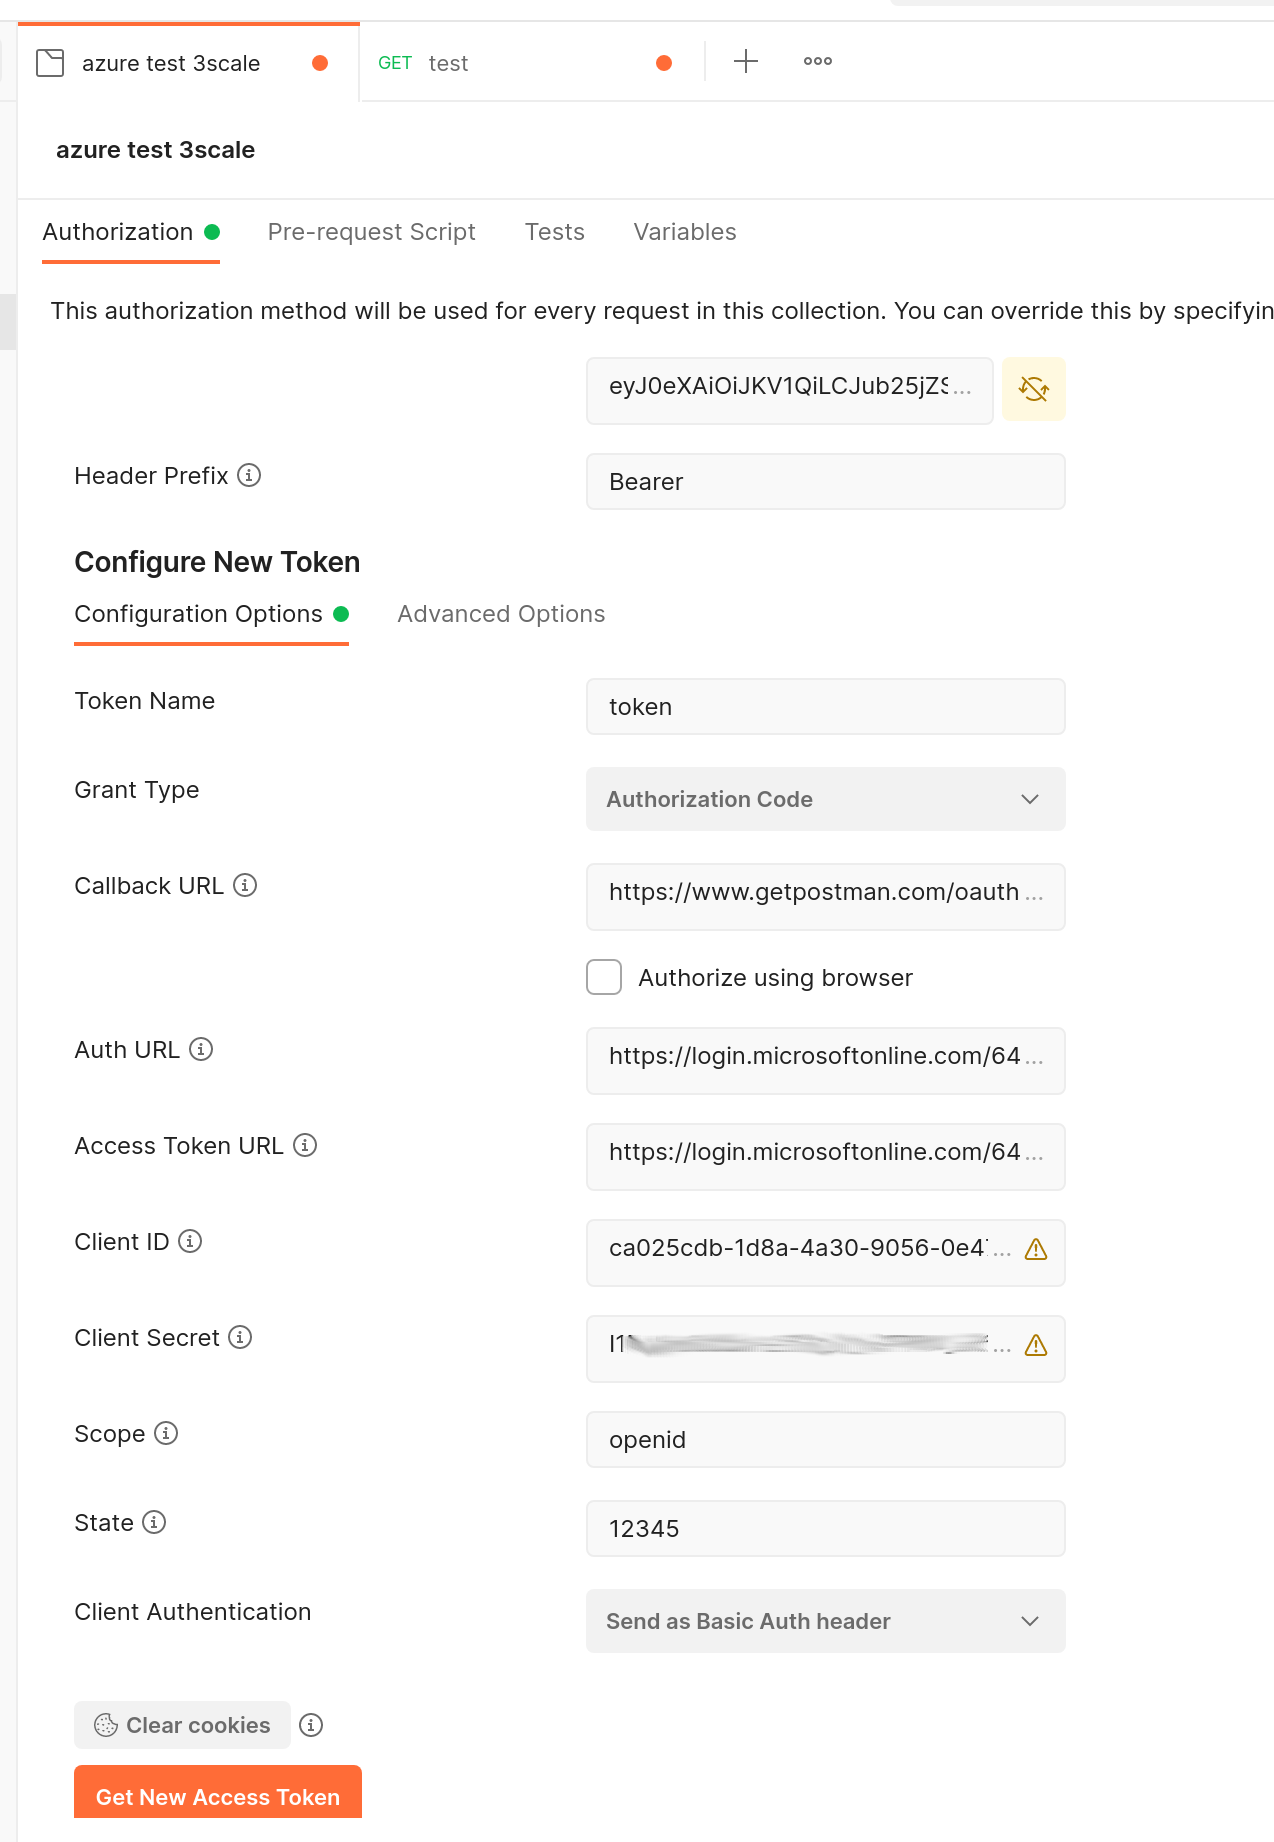 azure test 3scale
GET test
azure test 3scale
Authorization Pre-request Script Tests Variables
This authorization method will be used for every request in this collection. You can override this by specifyin
eyJ0eXAiOiJKV1QiLCJub25jZS...
Header Prefix Bearer
Configure New Token
Configuration Options Advanced Options
Token Name token
Grant Type Authorization Code
Callback URL https://www.getpostman.com/oauth...
Authorize using browser
Auth URL https://login.microsoftonline.com/64...
Access Token URL https://login.microsoftonline.com/64...
Client ID ca025cdb-1d8a-4a30-9056-0e4...
Client Secret ...
Scope openid
State 12345
Client Authentication Send as Basic Auth header
Clear cookies
Get New Access Token